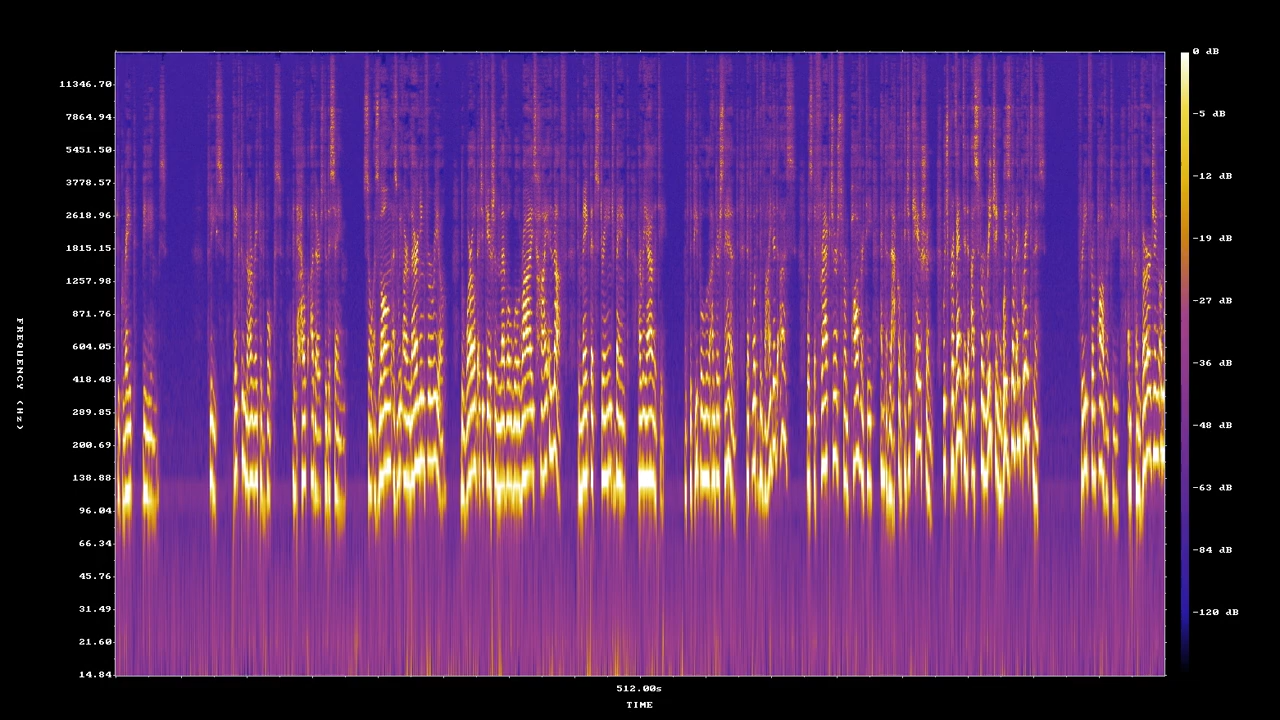 0 dB
11346.70
-5 dB
7864.94
5451.50
-12 dB
3778.57
2618.96
-19 dB
1815.15
1257.98
-27 dB
871.76
604.05
-36 dB
418.48
289.85
-48 dB
200.69
138.88
-63 dB
96.04
66.34
-84 dB
45.76
31.49
-120 dB
21.60
14.84
FREQUENCY (Hz)
512.00s
TIME